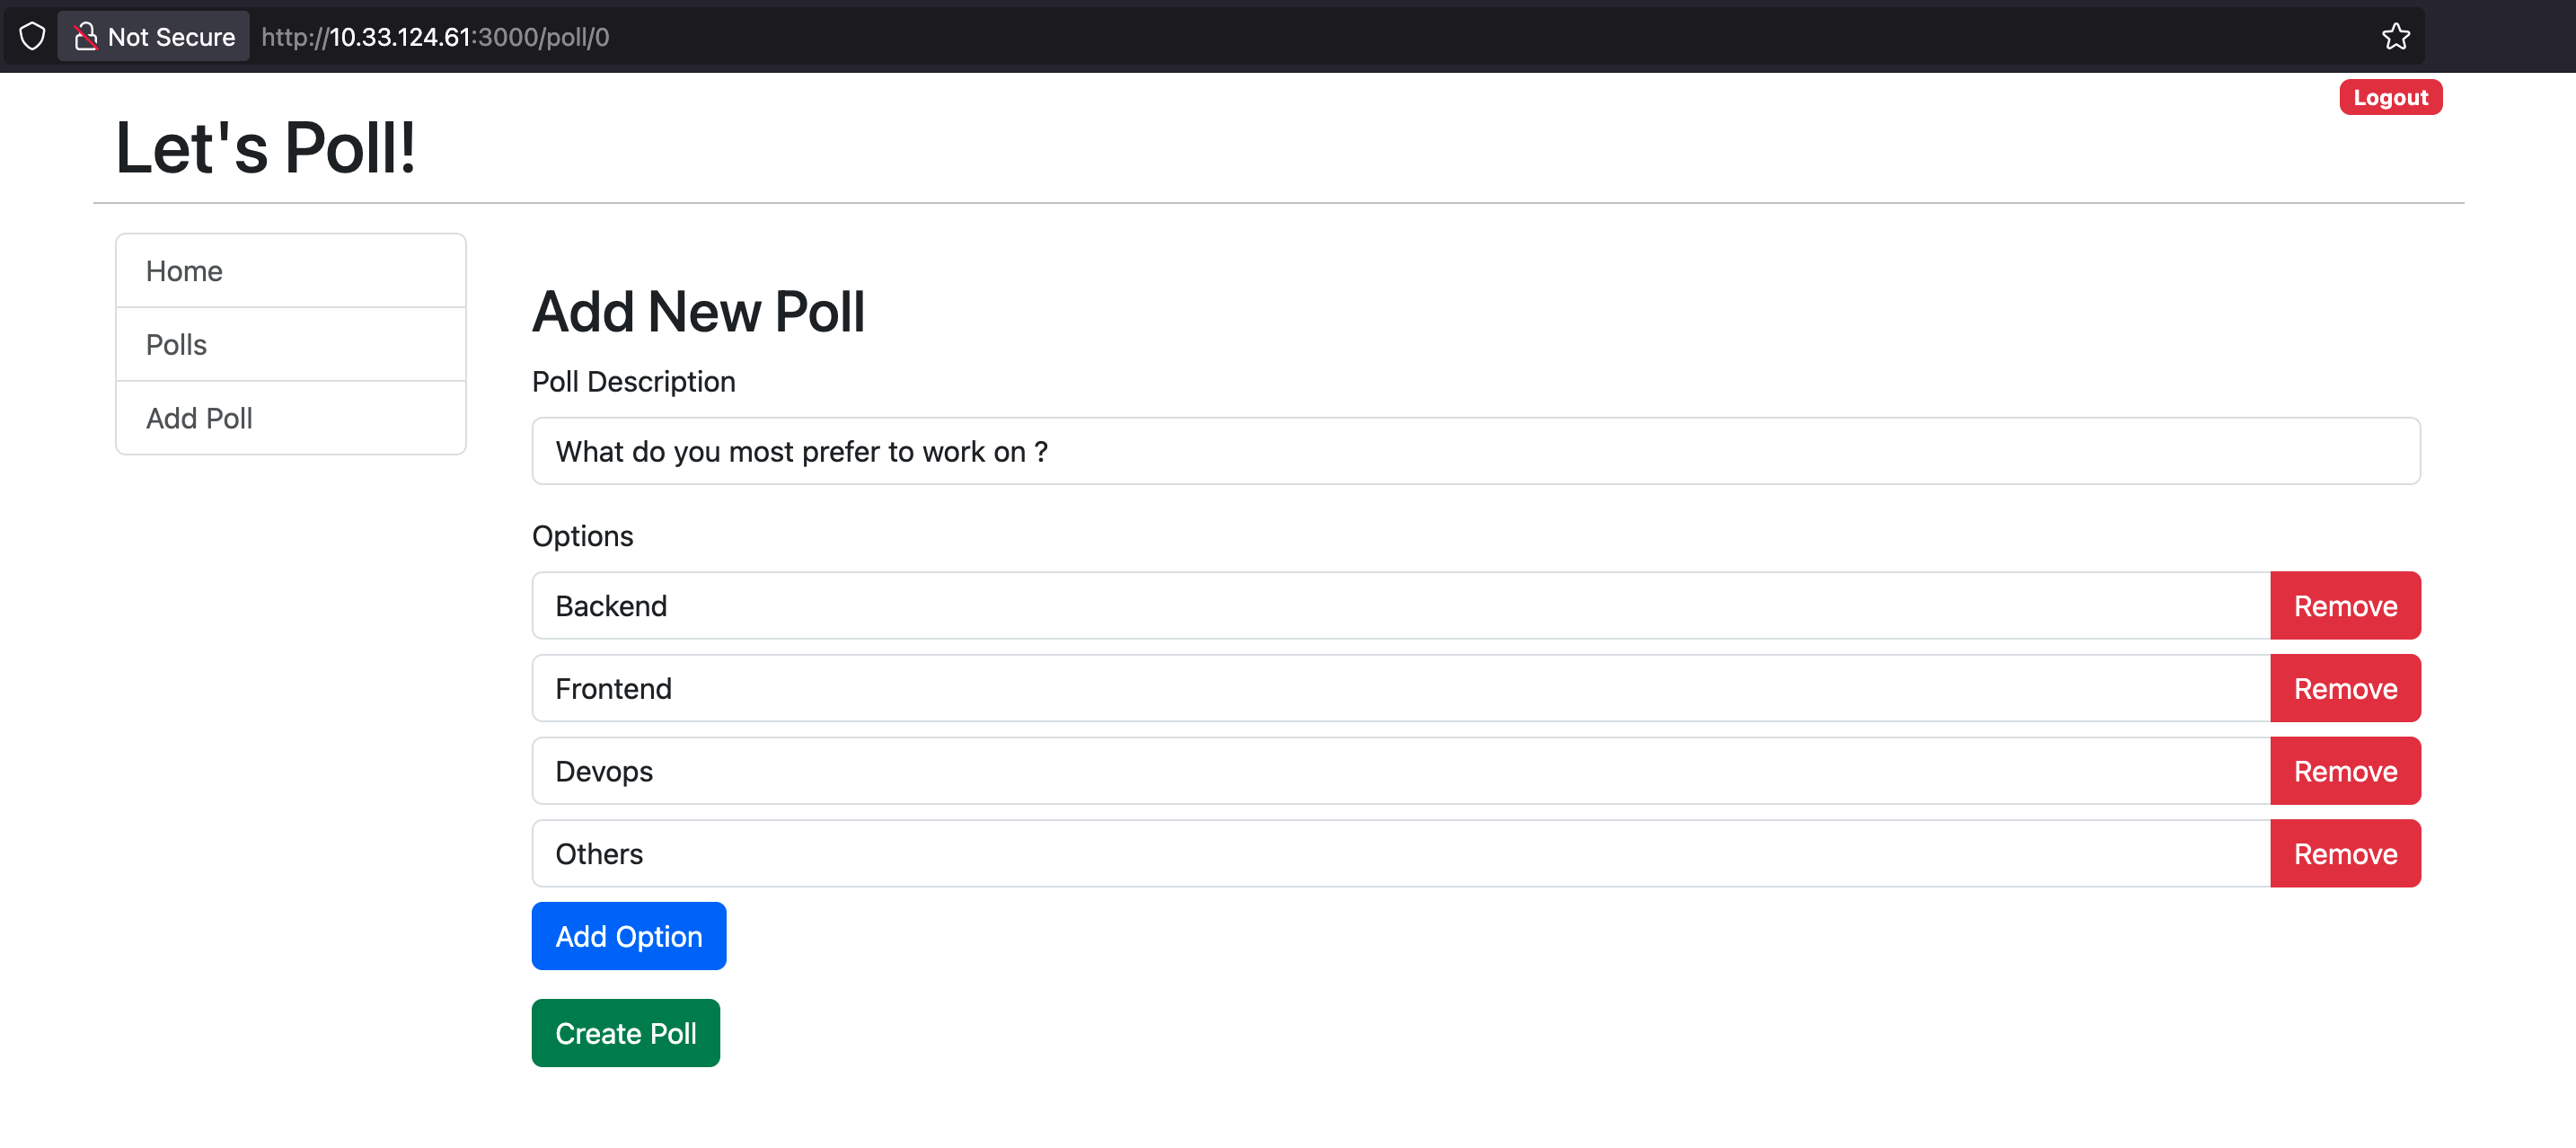 Not Secure http://10.33.124.61:3000/poll/0
Logout
Let's Poll!
Home
Polls
Add Poll
Add New Poll
Poll Description
What do you most prefer to work on ?
Options
Backend Remove
Frontend Remove
Devops Remove
Others Remove
Add Option
Create Poll